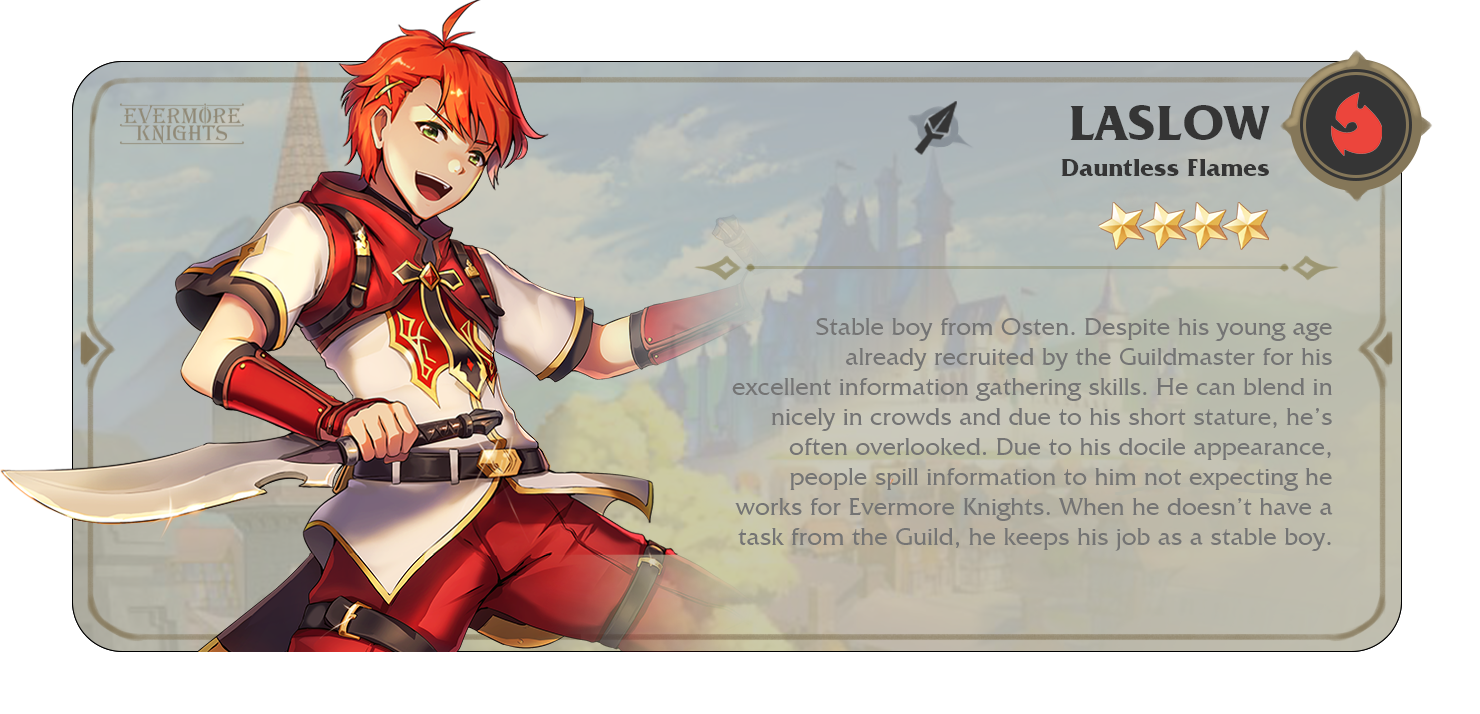 EVERMORE
KNIGHTS
LASLOW
Dauntless Flames
Stable boy from Osten. Despite his young age
already recruited by the Guildmaster for his
excellent information gathering skills. He can blend in
nicely in crowds and due to his short stature, he's
often overlooked. Due to his docile appearance,
people spill information to him not expecting he
works for Evermore Knights. When he doesn't have a
task from the Guild, he keeps his job as a stable boy.